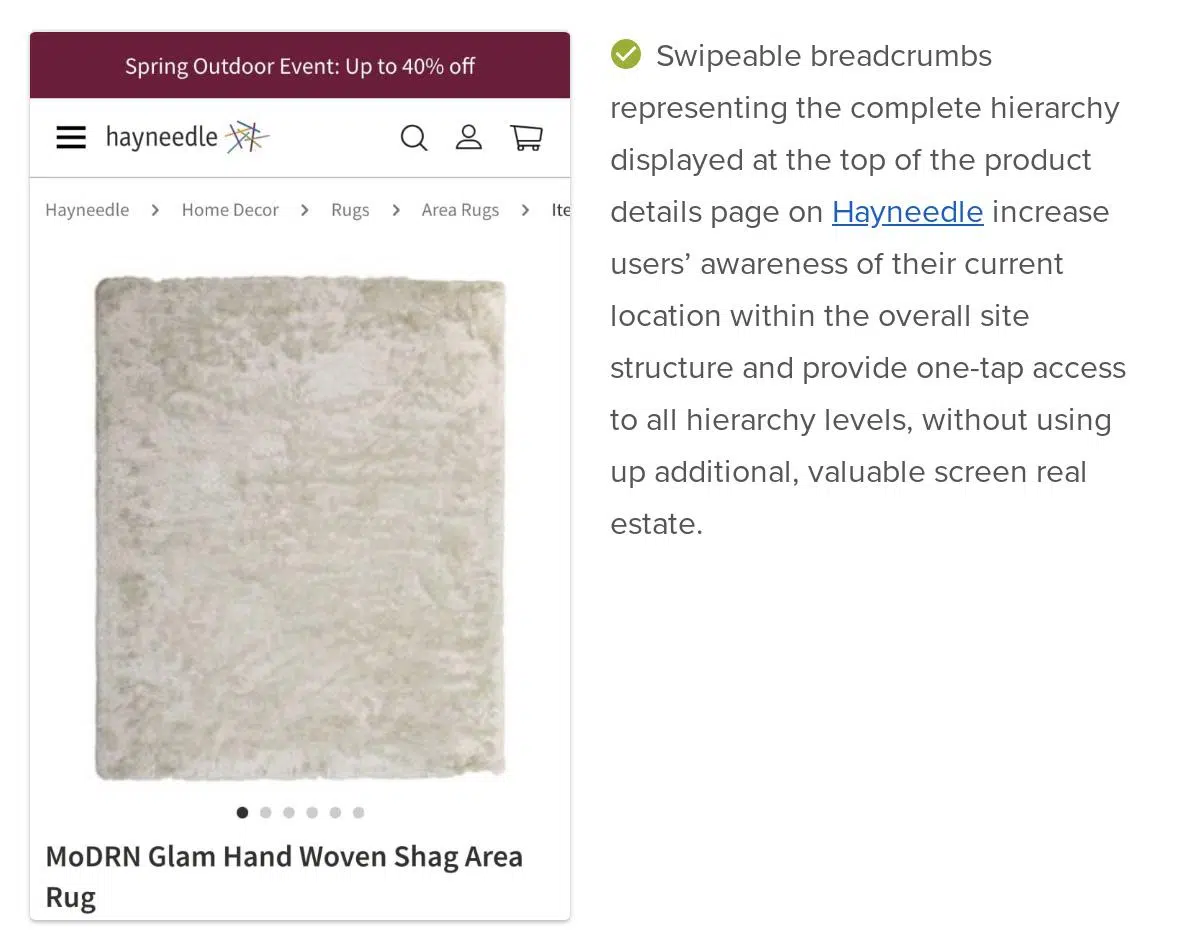 Spring Outdoor Event: Up to 40% off
hayneedle
Hayneedle > Home Decor > Rugs > Area Rugs > Ite
MoDRN Glam Hand Woven Shag Area
Rug
Swipeable breadcrumbs
representing the complete hierarchy
displayed at the top of the product
details page on Hayneedle increase
users’ awareness of their current
location within the overall site
structure and provide one-tap access
to all hierarchy levels, without using
up additional, valuable screen real
estate.